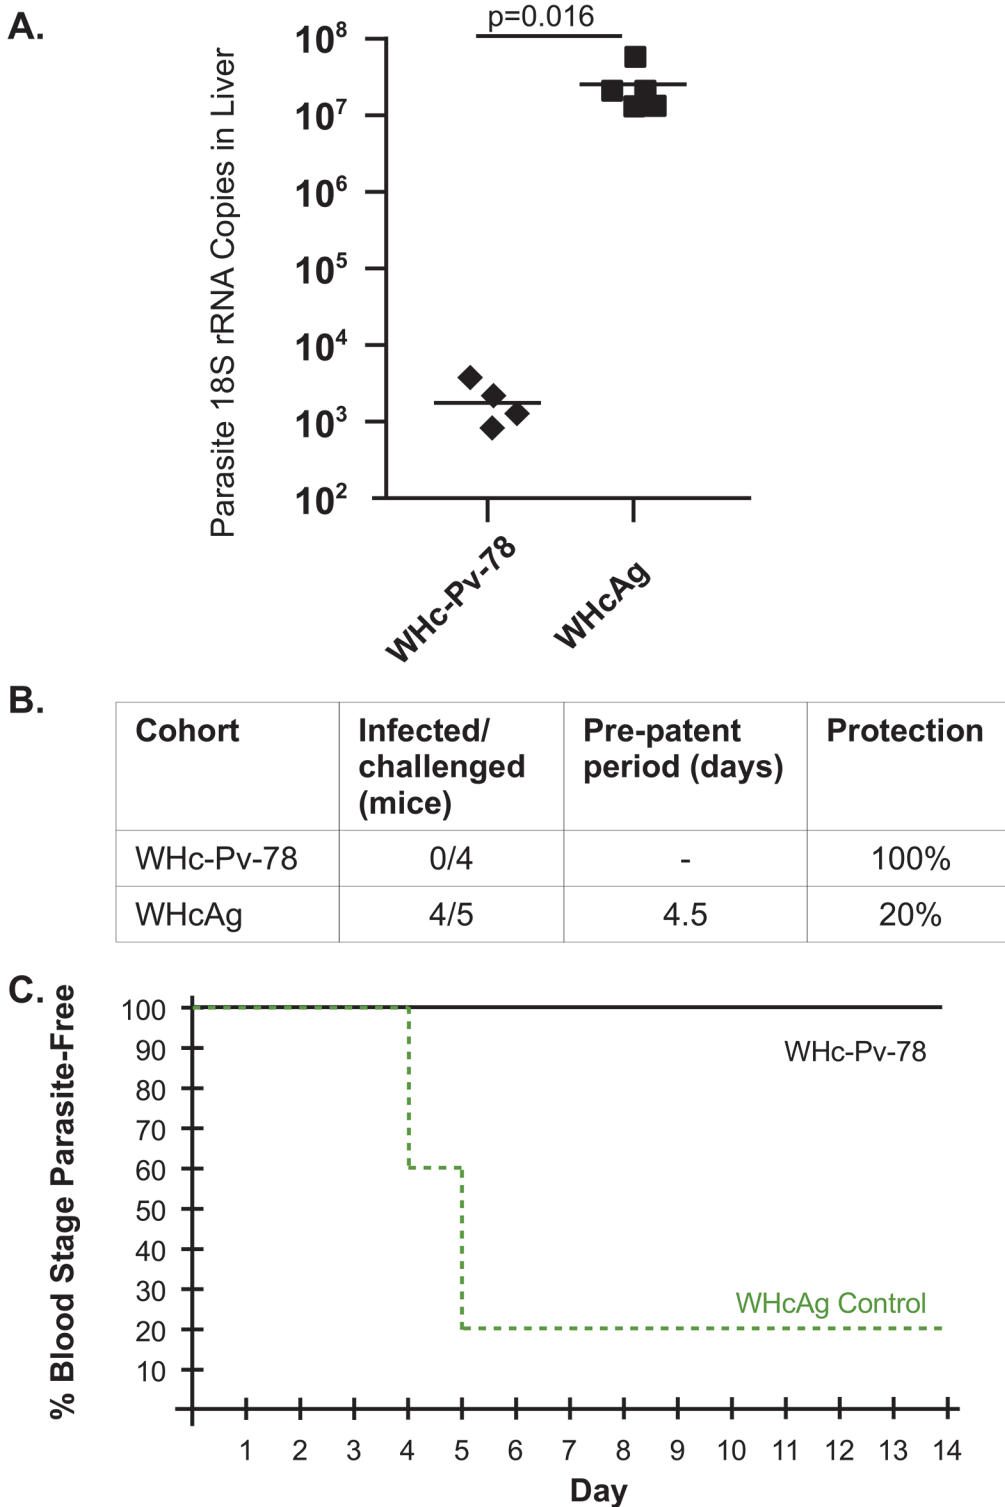 A.
p=0.016
Parasite 18S rRNA Copies in Liver
10⁸
10⁷
10⁶
10⁵
10⁴
10³
10²
WHc-Pv-78
WHcAg
B.
Cohort
Infected/
challenged
(mice)
Pre-patent
period (days)
Protection
WHc-Pv-78
0/4
-
100%
WHcAg
4/5
4.5
20%
C.
% Blood Stage Parasite-Free
100
90
80
70
60
50
40
30
20
10
WHc-Pv-78
WHcAg Control
1 2 3 4 5 6 7 8 9 10 11 12 13 14
Day